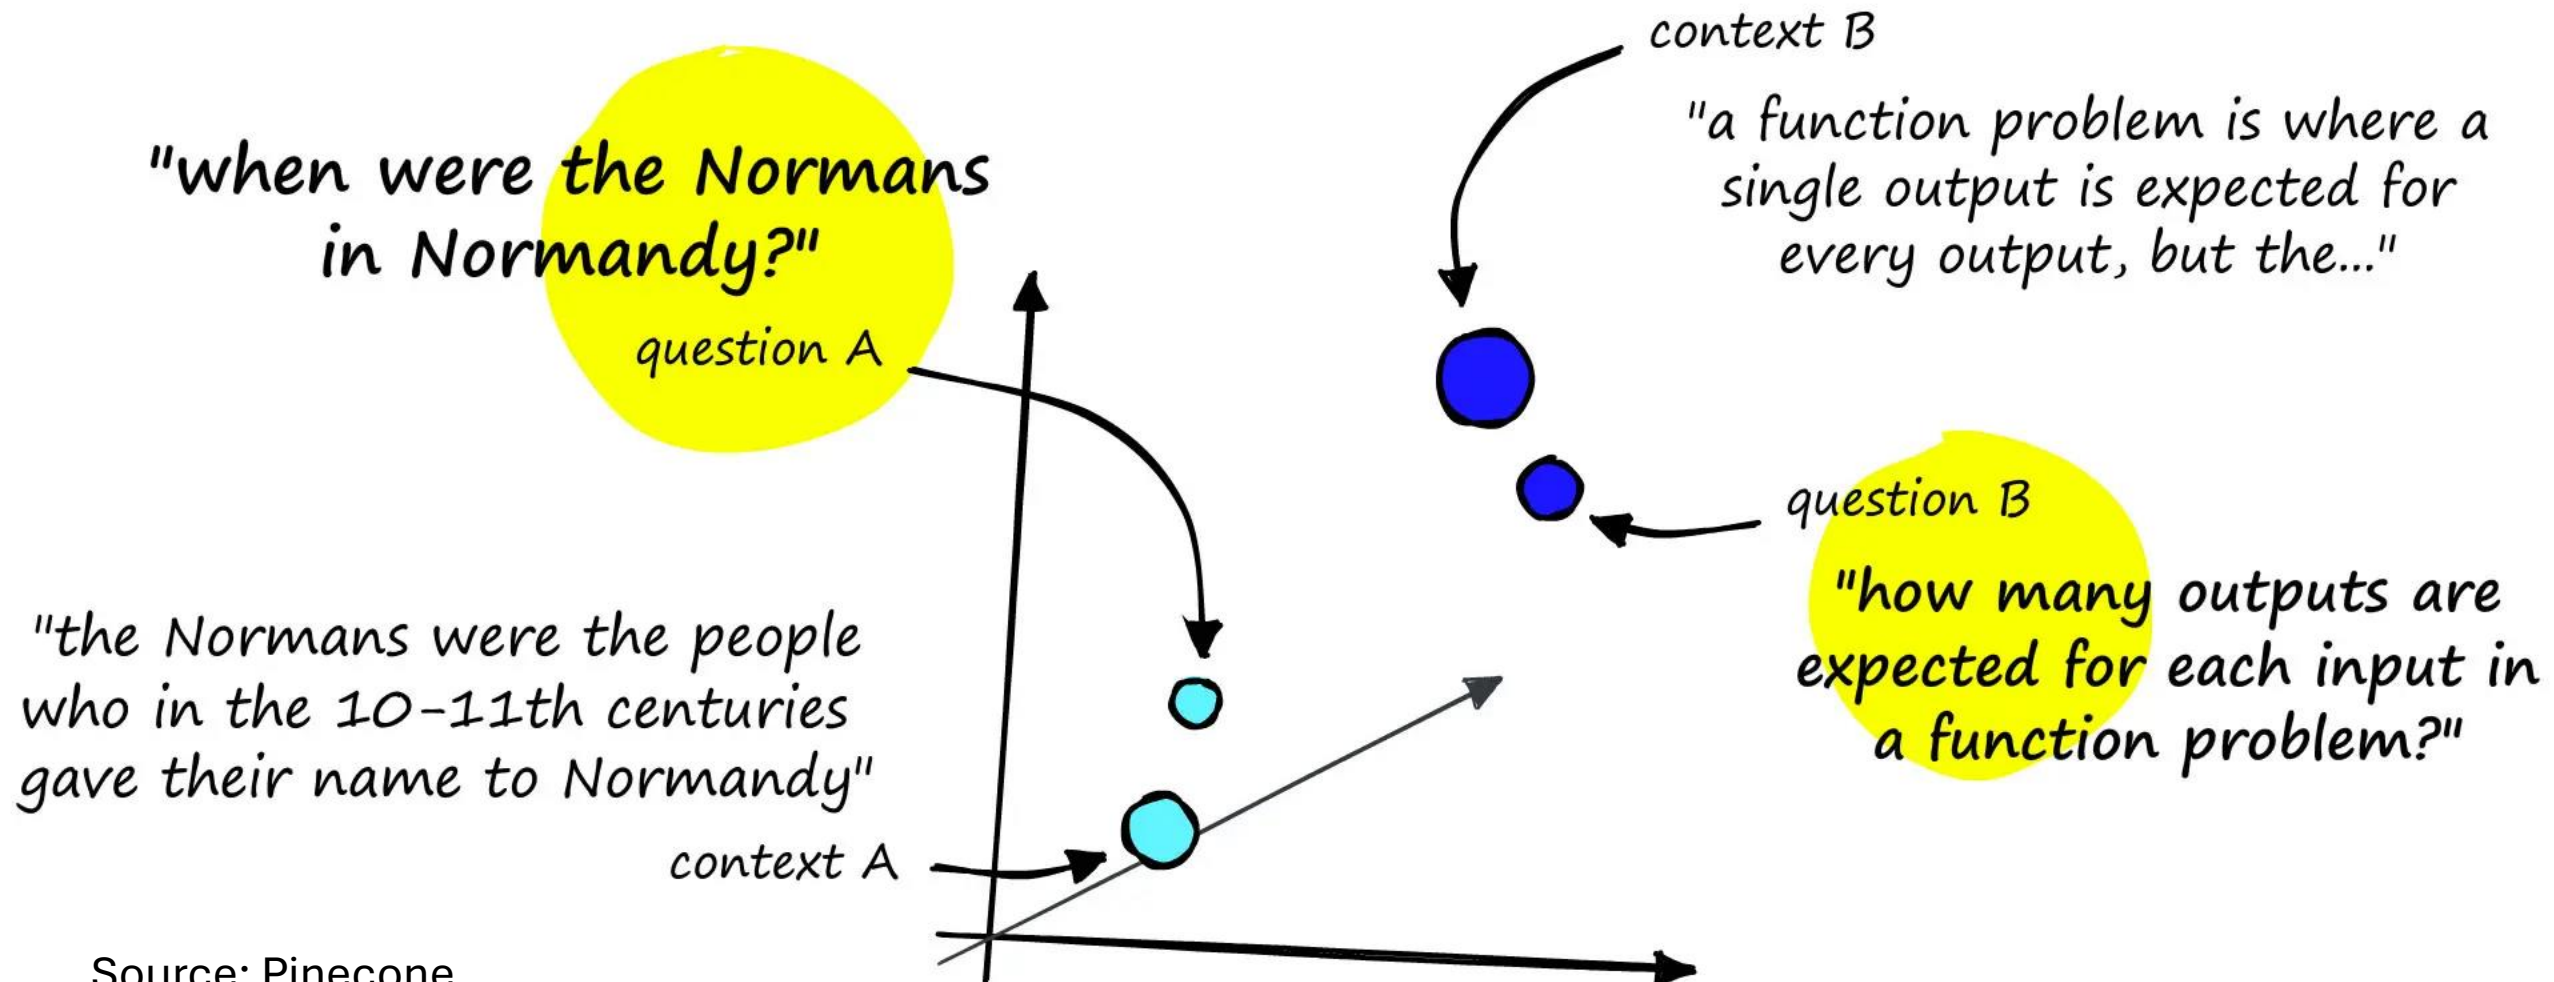 "when were the Normans
in Normandy?"
question A
"the Normans were the people
who in the 10-11th centuries
gave their name to Normandy"
context A
context B
"a function problem is where a
single output is expected for
every output, but the..."
question B
"how many outputs are
expected for each input in
a function problem?"
Source: Pinecone